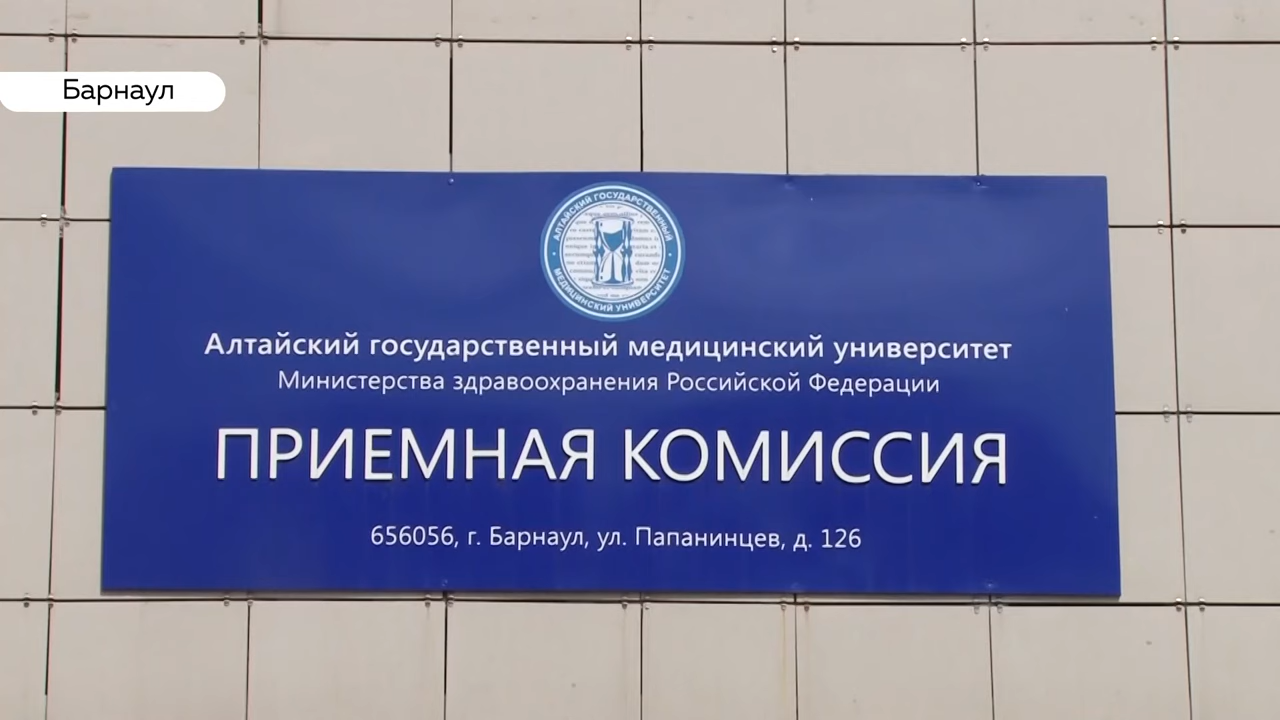 Барнаул
АЛТАЙСКИЙ ГОСУДАРСТВЕННЫЙ
МЕДИЦИНСКИЙ УНИВЕРСИТЕТ
Алтайский государственный медицинский университет
Министерства здравоохранения Российской Федерации
ПРИЕМНАЯ КОМИССИЯ
656056, г. Барнаул, ул. Папанинцев, д. 126